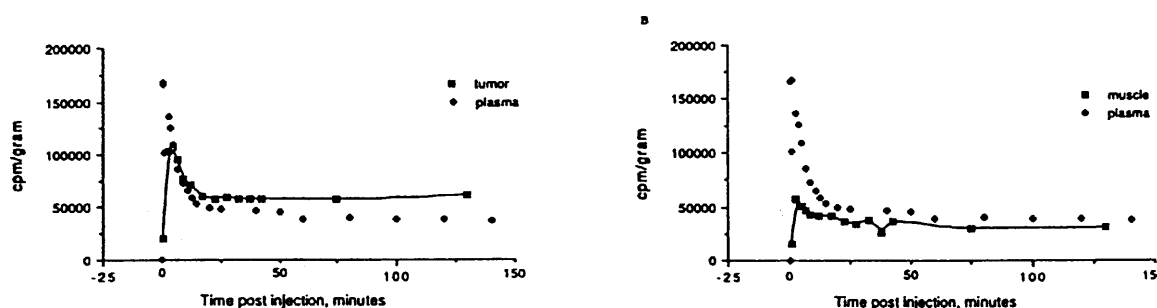 B
200000
150000
100000
50000
0
-25
0
50
100
150
cpm/gram
Time post injection, minutes
tumor
plasma
200000
150000
100000
50000
0
-25
0
50
100
150
cpm/gram
Time post injection, minutes
muscle
plasma